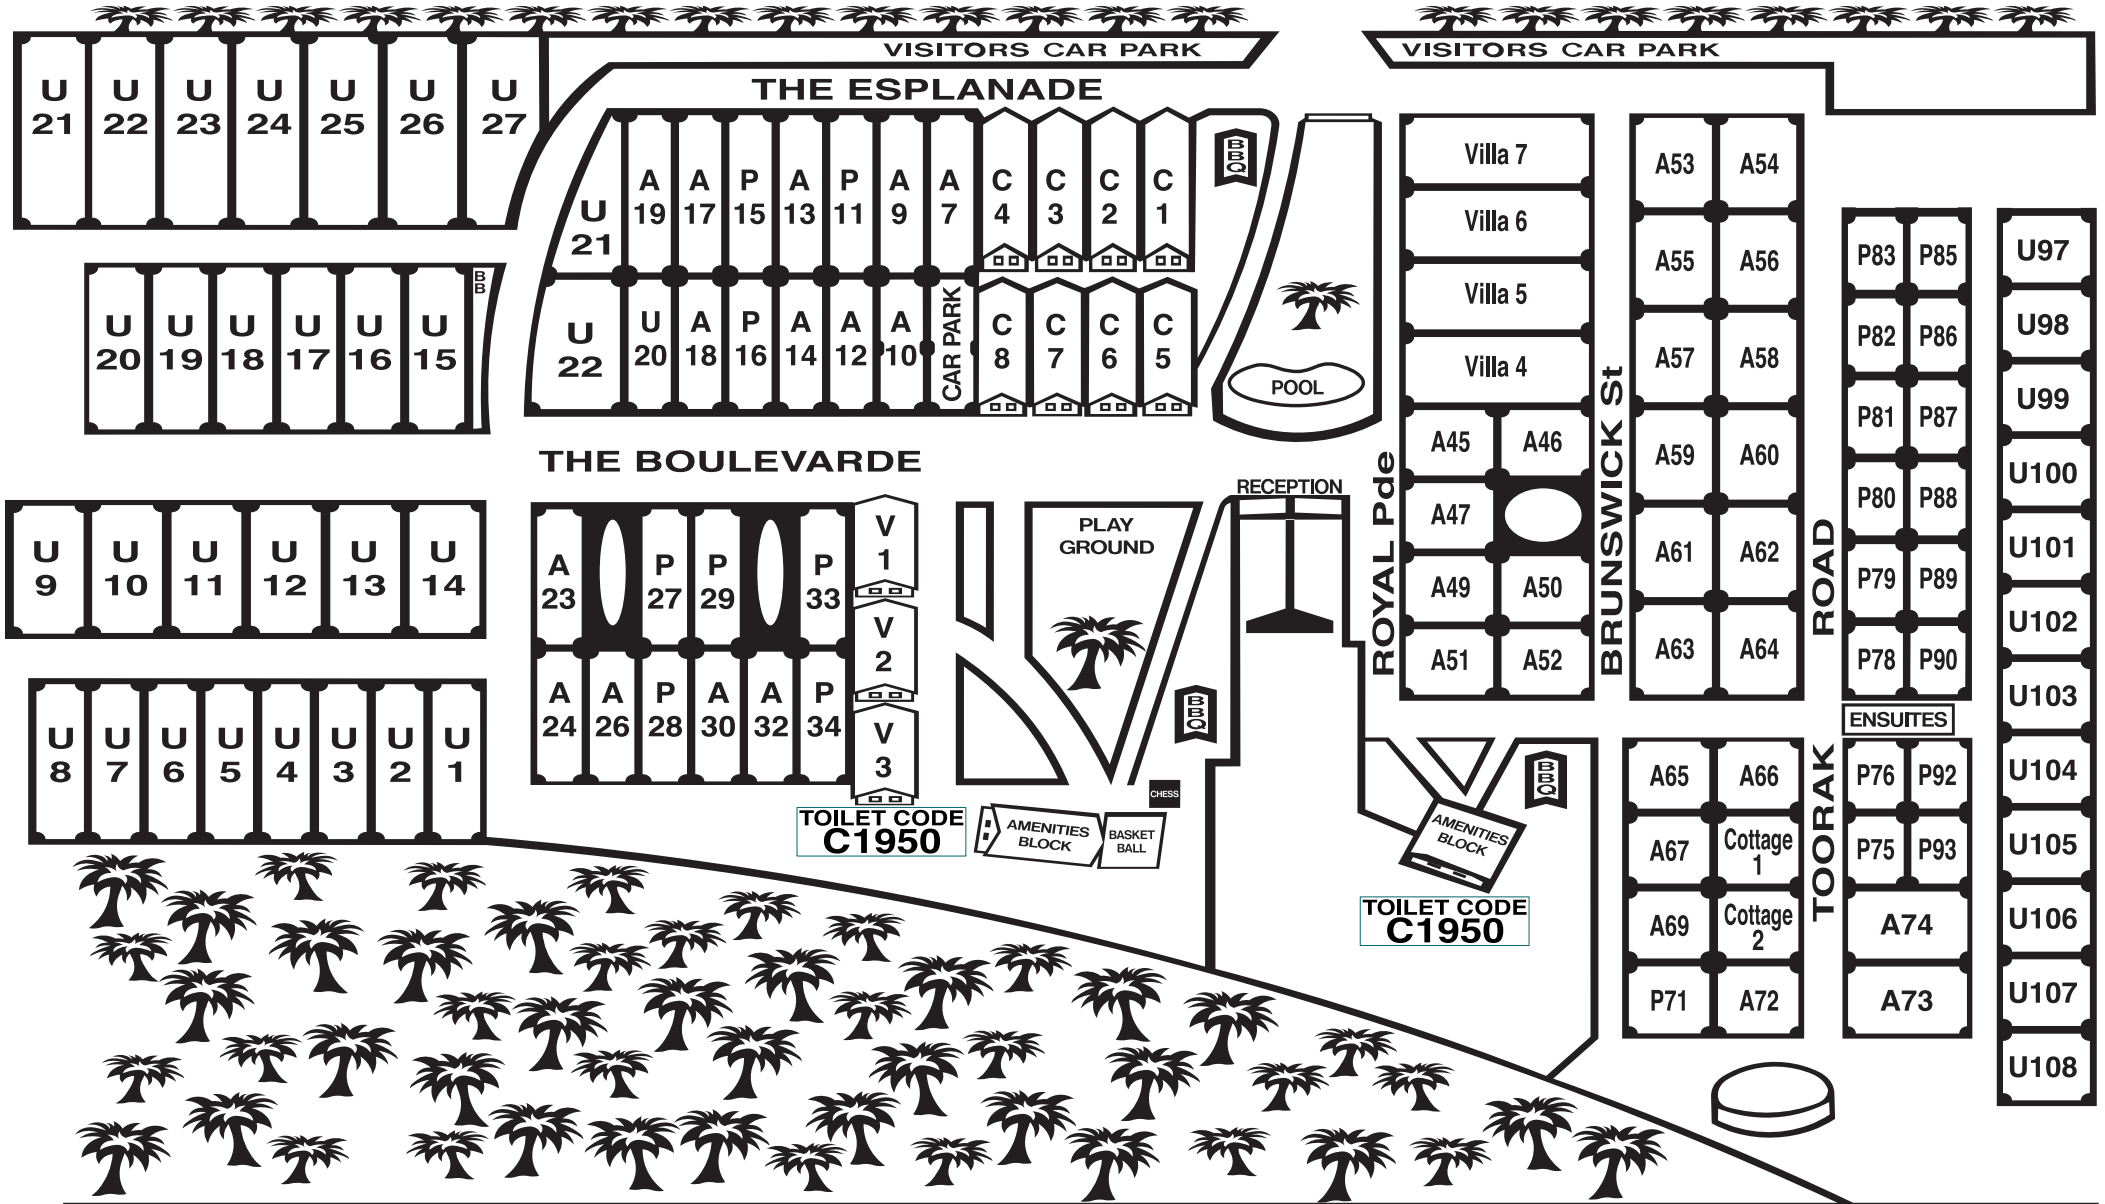 VISITORS CAR PARK
VISITORS CAR PARK
THE ESPLANADE
U 21
U 22
U 23
U 24
U 25
U 26
U 27
U 21
A 19
A 17
P 15
A 13
P 11
A 9
A 7
C 4
C 3
C 2
C 1
BBQ
U 20
U 19
U 18
U 17
U 16
U 15
BB
U 22
U 20
A 18
P 16
A 14
A 12
A 10
CAR PARK
C 8
C 7
C 6
C 5
POOL
THE BOULEVARDE
U 9
U 10
U 11
U 12
U 13
U 14
A 23
P 27
P 29
P 33
V 1
V 2
V 3
A 24
A 26
P 28
A 30
A 32
P 34
U 8
U 7
U 6
U 5
U 4
U 3
U 2
U 1
PLAY
GROUND
RECEPTION
BBQ
CHESS
TOILET CODE
C1950
AMENITIES
BLOCK
BASKET
BALL
BBQ
AMENITIES
BLOCK
TOILET CODE
C1950
ROYAL Pde
Villa 7
Villa 6
Villa 5
Villa 4
A45
A46
A47
A49
A50
A51
A52
BRUNSWICK St
A53
A54
A55
A56
A57
A58
A59
A60
A61
A62
A63
A64
A65
A66
A67
Cottage
1
A69
Cottage
2
P71
A72
TOORAK ROAD
P83
P85
P82
P86
P81
P87
P80
P88
P79
P89
P78
P90
ENSUITES
P76
P92
P75
P93
A74
A73
U97
U98
U99
U100
U101
U102
U103
U104
U105
U106
U107
U108